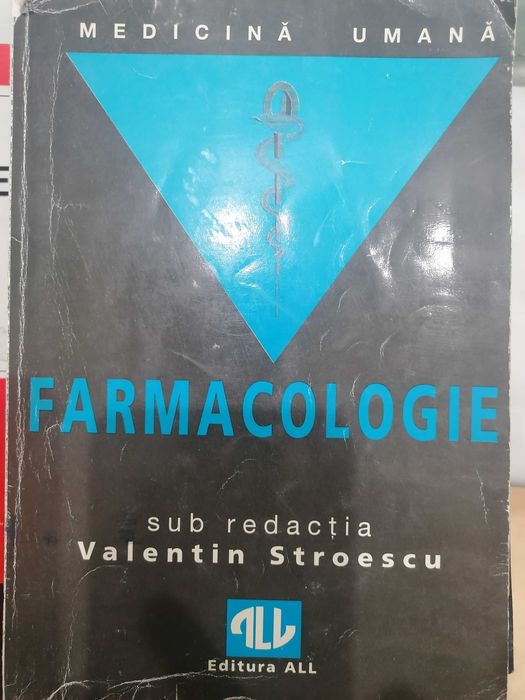 MEDICINĂ UMANĂ
FARMACOLOGIE
sub redacția
Valentin Stroescu
ALL
Editura ALL
E